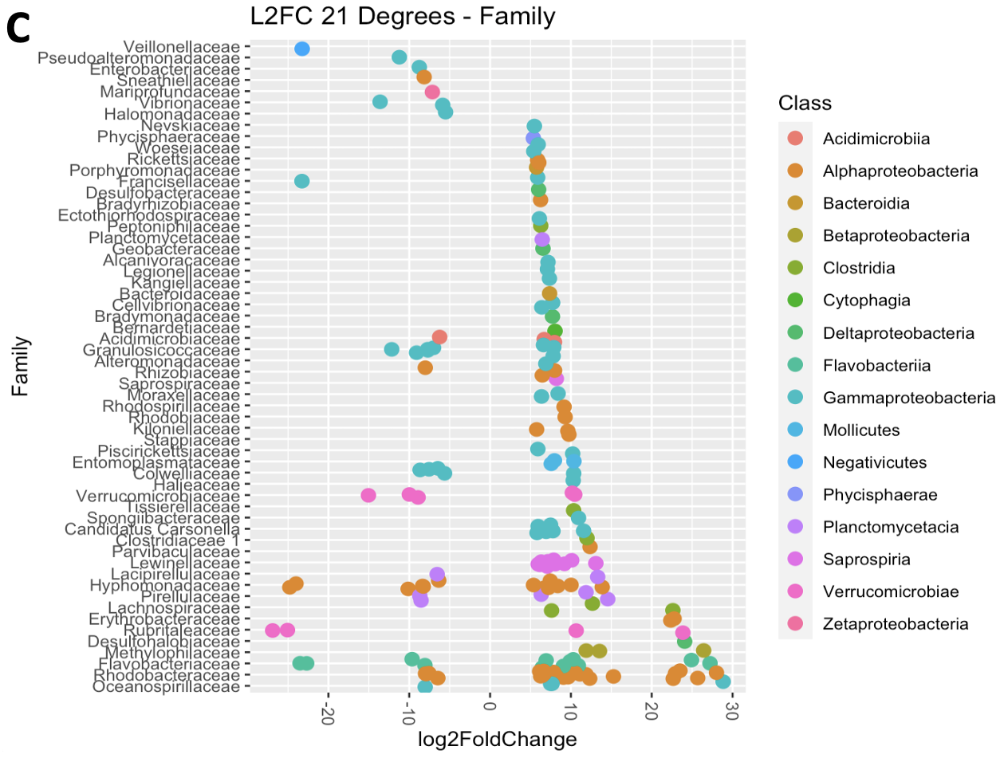 C
L2FC 21 Degrees - Family
Veillonellaceae
Pseudoalteromonadaceae
Enterobacteriaceae
Sneathiellaceae
Mariprofundaceae
Vibrionaceae
Halomonadaceae
Nevskiaceae
Phycisphaeraceae
Woeseiaceae
Rickettsiaceae
Porphyromonadaceae
Francisellaceae
Desulfobacteraceae
Bradyrhizobiaceae
Ectothiorhodospiraceae
Peptoniphilaceae
Planctomycetaceae
Geobacteraceae
Alcanivoracaceae
Legionellaceae
Kangiellaceae
Bacteroidaceae
Cellvibrionaceae
Bradymonadaceae
Bernardetiaceae
Acidimicrobiaceae
Granulosicoccaceae
Alteromonadaceae
Rhizobiaceae
Saprospiraceae
Moraxellaceae
Rhodospirillaceae
Rhodobiaceae
Kiloniellaceae
Stappiaceae
Piscirickettsiaceae
Entomoplasmataceae
Colwelliaceae
Halieaceae
Verrucomicrobiaceae
Tissierellaceae
Spongiibacteraceae
Candidatus Carsonella
Clostridiaceae 1
Parvibaculaceae
Lewinellaceae
Lacipirellulaceae
Hyphomonadaceae
Pirellulaceae
Lachnospiraceae
Erythrobacteraceae
Rubritaleaceae
Desulfohalobiaceae
Methylophilaceae
Flavobacteriaceae
Rhodobacteraceae
Oceanospirillaceae
Family
-20
-10
0
10
20
30
log2FoldChange
Class
Acidimicrobiia
Alphaproteobacteria
Bacteroidia
Betaproteobacteria
Clostridia
Cytophagia
Deltaproteobacteria
Flavobacteriia
Gammaproteobacteria
Mollicutes
Negativicutes
Phycisphaerae
Planctomycetacia
Saprospiria
Verrucomicrobiae
Zetaproteobacteria